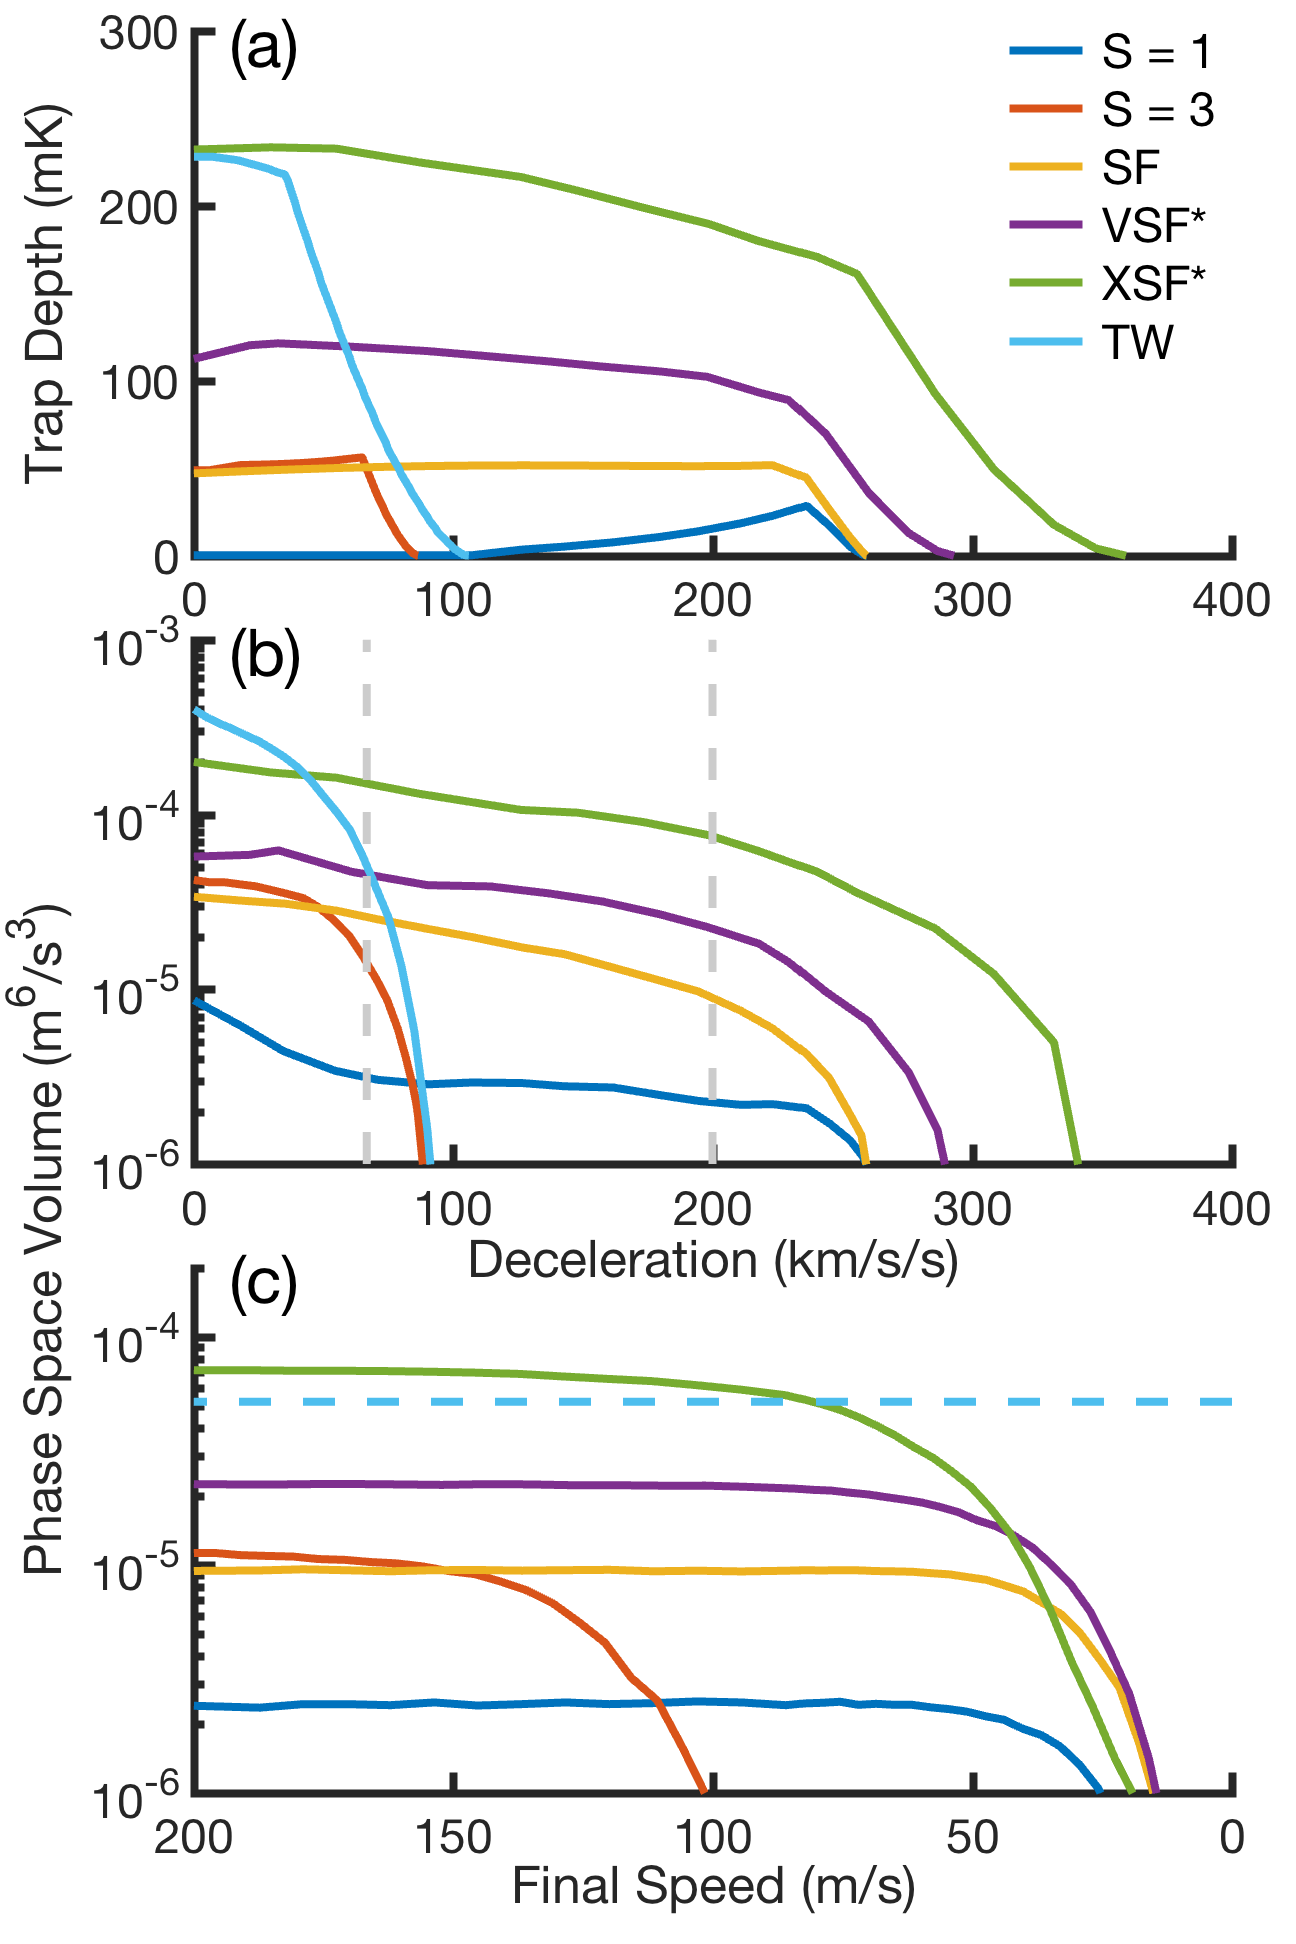 (a)
Trap Depth (mK)
300
200
100
0
0 100 200 300 400
S = 1
S = 3
SF
VSF*
XSF*
TW
(b)
Phase Space Volume (m^6/s^3)
10^-3
10^-4
10^-5
10^-6
0 100 200 300 400
Deceleration (km/s/s)
(c)
10^-4
10^-5
10^-6
200 150 100 50 0
Final Speed (m/s)